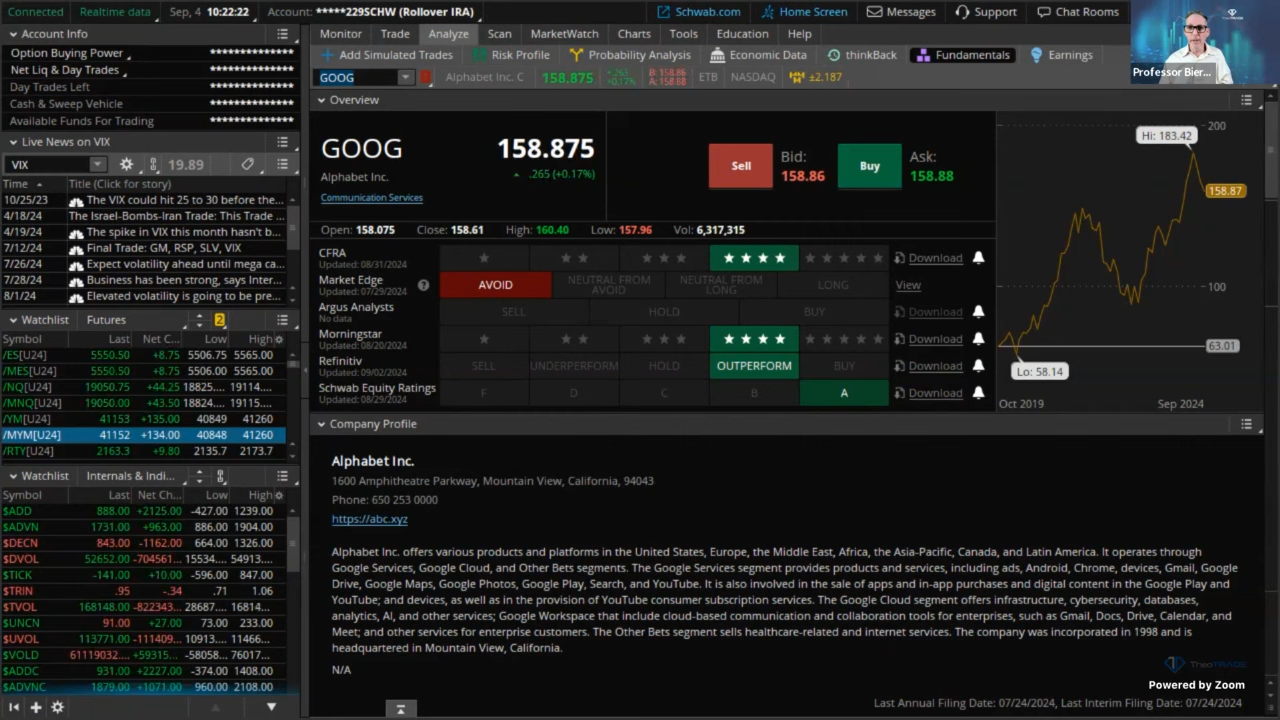 Connected Realtime data Sep, 4 10:22:22 Account: *****229SCHW (Rollover IRA) Schwab.com Home Screen Messages Support Chat Rooms
Account Info
Option Buying Power **************
Net Liq & Day Trades **************
Day Trades Left **************
Cash & Sweep Vehicle **************
Available Funds For Trading **************
Live News on VIX
VIX 19.89
Time Title (Click for story)
10/25/23 The VIX could hit 25 to 30 before the...
4/18/24 The Israel-Bombs-Iran Trade: This Trade ...
4/19/24 The spike in VIX this month hasn't b...
7/12/24 Final Trade: GM, RSP, SLV, VIX
7/26/24 Expect volatility ahead until mega ca...
7/28/24 Business has been strong, says Inter...
8/1/24 Elevated volatility is going to be pre...
Watchlist Futures 2
Symbol Last Net C... Low High
/ES[U24] 5550.50 +8.75 5506.75 5565.00
/MES[U24] 5550.50 +8.75 5506.00 5565.00
/NQ[U24] 19050.75 +44.25 18825.... 19114....
/MNQ[U24] 19050.00 +43.50 18824.... 19115....
/YM[U24] 41153 +135.00 40849 41260
/MYM[U24] 41152 +134.00 40848 41260
/RTY[U24] 2163.3 +9.80 2135.7 2173.7
Watchlist Internals & Indi...
Symbol Last Net Ch... Low High
$ADD 888.00 +2125.00 -427.00 1239.00
$ADVN 1731.00 +963.00 886.00 1904.00
$DECN 843.00 -1162.00 664.00 1326.00
$DVOL 52652.00 -704561... 15534.... 54913....
$TICK -141.00 +10.00 -596.00 847.00
$TRIN .95 -.34 .71 1.06
$TVOL 168148.00 -822343... 28687.... 16814...
$UNCN 91.00 +27.00 73.00 233.00
$UVOL 113771.00 -111409... 10913.... 11466...
$VOLD 61119032.... +59315... -58058... 76017...
$ADDC 931.00 +2227.00 -374.00 1408.00
$ADVNC 1879.00 +1071.00 960.00 2108.00
Monitor Trade Analyze Scan MarketWatch Charts Tools Education Help
Add Simulated Trades Risk Profile Probability Analysis Economic Data thinkBack Fundamentals Earnings
GOOG Alphabet Inc. C 158.875 +.265 +0.17% B: 158.86 A: 158.88 ETB NASDAQ ±2.187
Professor Bier...
Overview
GOOG 158.875
Alphabet Inc. .265 (+0.17%)
Communication Services
Sell Bid: 158.86 Buy Ask: 158.88
Open: 158.075 Close: 158.61 High: 160.40 Low: 157.96 Vol: 6,317,315
CFRA Download
Updated: 08/31/2024
Market Edge AVOID NEUTRAL FROM AVOID NEUTRAL FROM LONG LONG View
Updated: 07/29/2024
Argus Analysts SELL HOLD BUY Download
No data
Morningstar Download
Updated: 08/20/2024
Refinitiv SELL UNDERPERFORM HOLD OUTPERFORM BUY Download
Updated: 09/02/2024
Schwab Equity Ratings F D C B A Download
Updated: 08/29/2024
Hi: 183.42
200
158.87
100
63.01
Lo: 58.14
Oct 2019 Sep 2024
Company Profile
Alphabet Inc.
1600 Amphitheatre Parkway, Mountain View, California, 94043
Phone: 650 253 0000
https://abc.xyz
Alphabet Inc. offers various products and platforms in the United States, Europe, the Middle East, Africa, the Asia-Pacific, Canada, and Latin America. It operates through
Google Services, Google Cloud, and Other Bets segments. The Google Services segment provides products and services, including ads, Android, Chrome, devices, Gmail, Google
Drive, Google Maps, Google Photos, Google Play, Search, and YouTube. It is also involved in the sale of apps and in-app purchases and digital content in the Google Play and
YouTube; and devices, as well as in the provision of YouTube consumer subscription services. The Google Cloud segment offers infrastructure, cybersecurity, databases,
analytics, AI, and other services; Google Workspace that include cloud-based communication and collaboration tools for enterprises, such as Gmail, Docs, Drive, Calendar, and
Meet; and other services for enterprise customers. The Other Bets segment sells healthcare-related and internet services. The company was incorporated in 1998 and is
headquartered in Mountain View, California.
N/A
TheoTRADE
Powered by Zoom
Last Annual Filing Date: 07/24/2024, Last Interim Filing Date: 07/24/2024